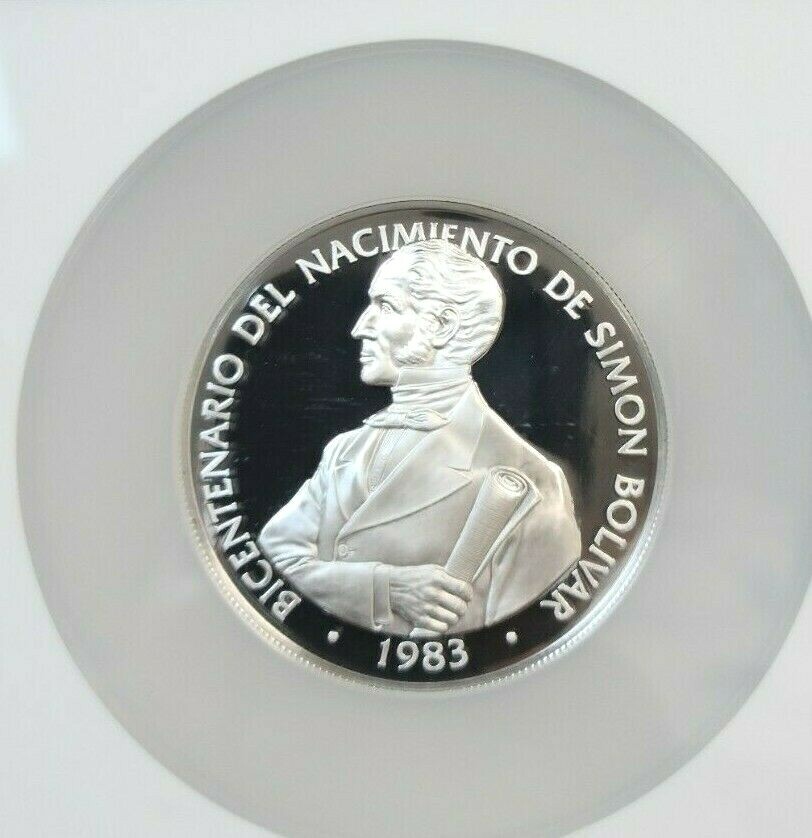 BICENTENARIO DEL NACIMIENTO DE SIMON BOLIVAR
• 1983 •